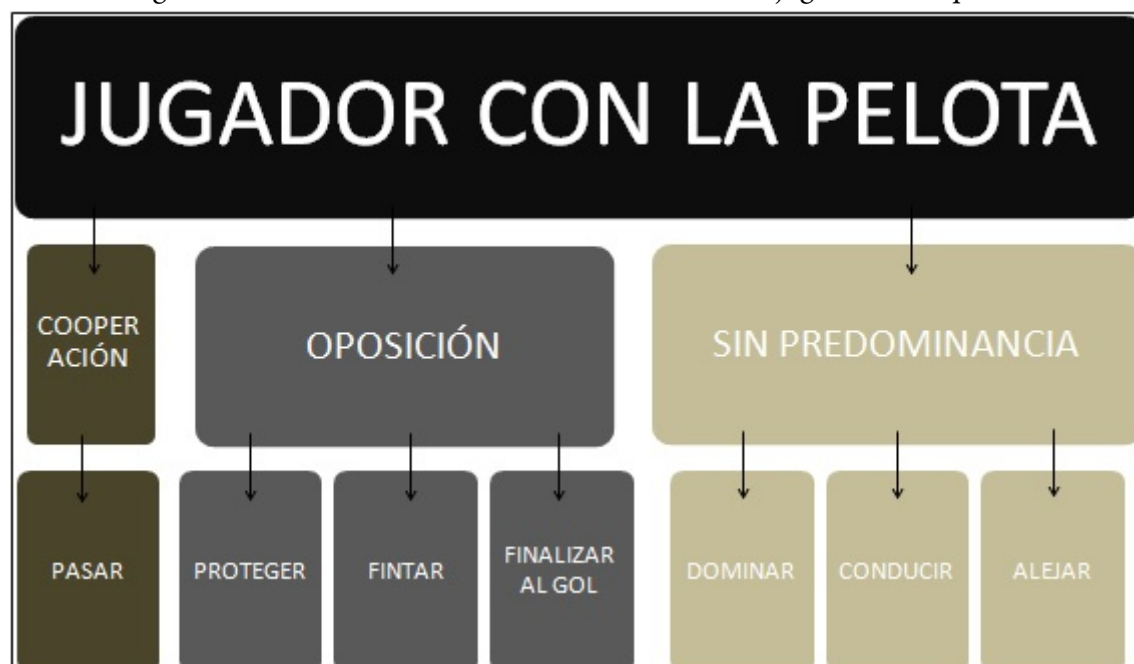 JUGADOR CON LA PELOTA
COOPER
ACIÓN
OPOSICIÓN
SIN PREDOMINANCIA
PASAR
PROTEGER
FINTAR
FINALIZAR
AL GOL
DOMINAR
CONDUCIR
ALEJAR